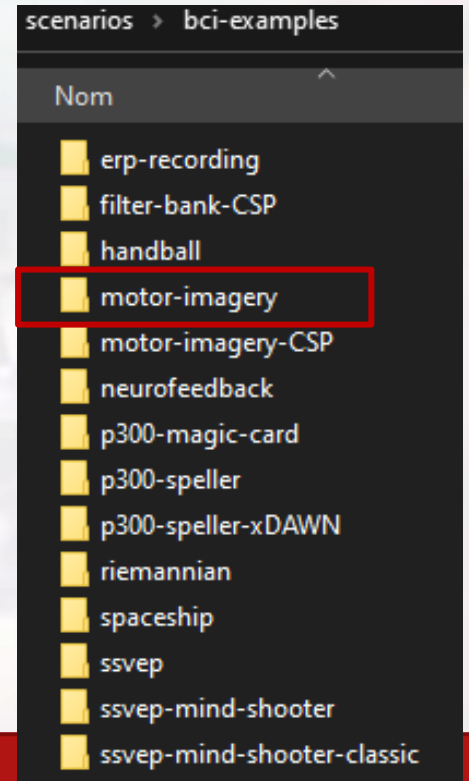 scenarios > bci-examples
Nom
erp-recording
filter-bank-CSP
handball
motor-imagery
motor-imagery-CSP
neurofeedback
p300-magic-card
p300-speller
p300-speller-xDAWN
riemannian
spaceship
ssvep
ssvep-mind-shooter
ssvep-mind-shooter-classic